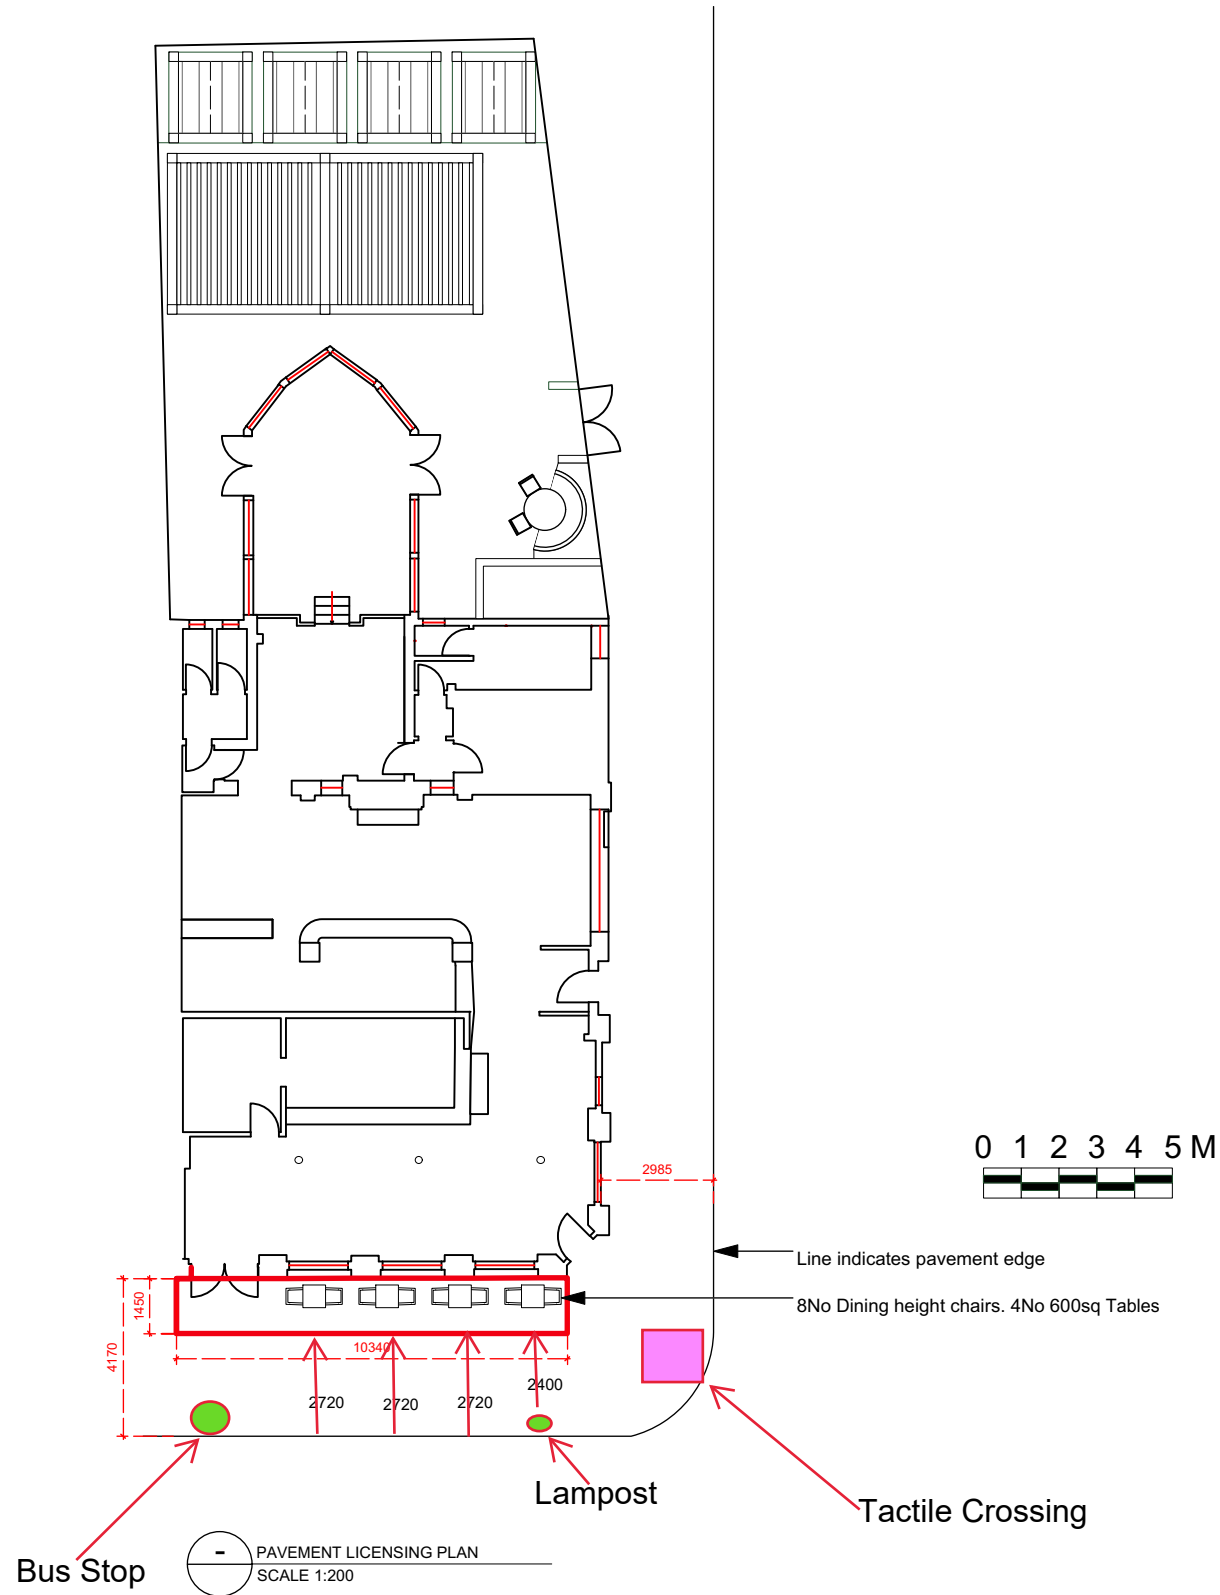 0 1 2 3 4 5 M
2985
Line indicates pavement edge
8No Dining height chairs. 4No 600sq Tables
1450
4170
10340
2720
2720
2720
2400
Lampost
Tactile Crossing
Bus Stop
-
PAVEMENT LICENSING PLAN
SCALE 1:200